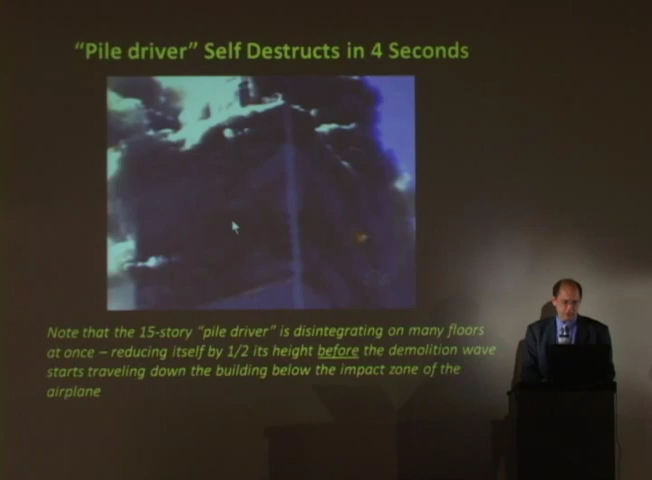 “Pile driver” Self Destructs in 4 Seconds
Note that the 15-story “pile driver” is disintegrating on many floors
at once – reducing itself by 1/2 its height before the demolition wave
starts traveling down the building below the impact zone of the
airplane